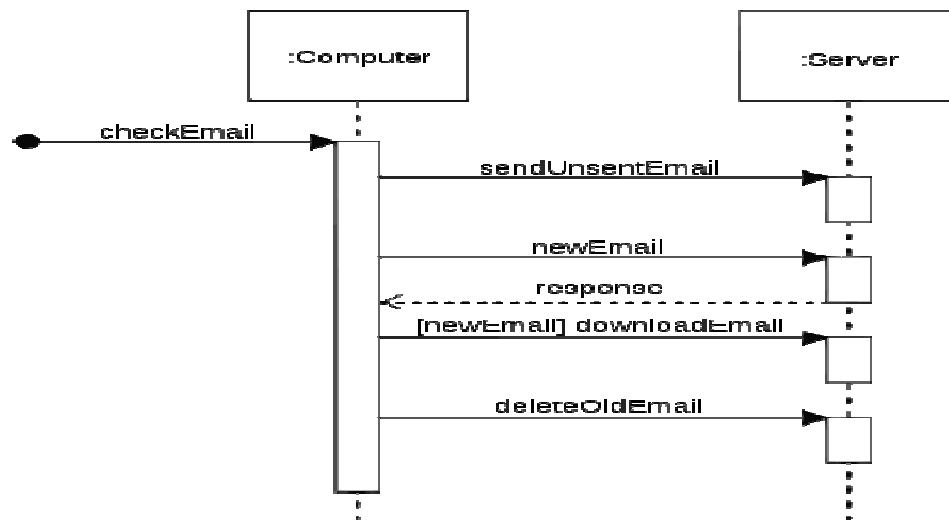 :Computer
:Server
checkEmail
sendUnsentEmail
newEmail
response
[newEmail] downloadEmail
deleteOldEmail